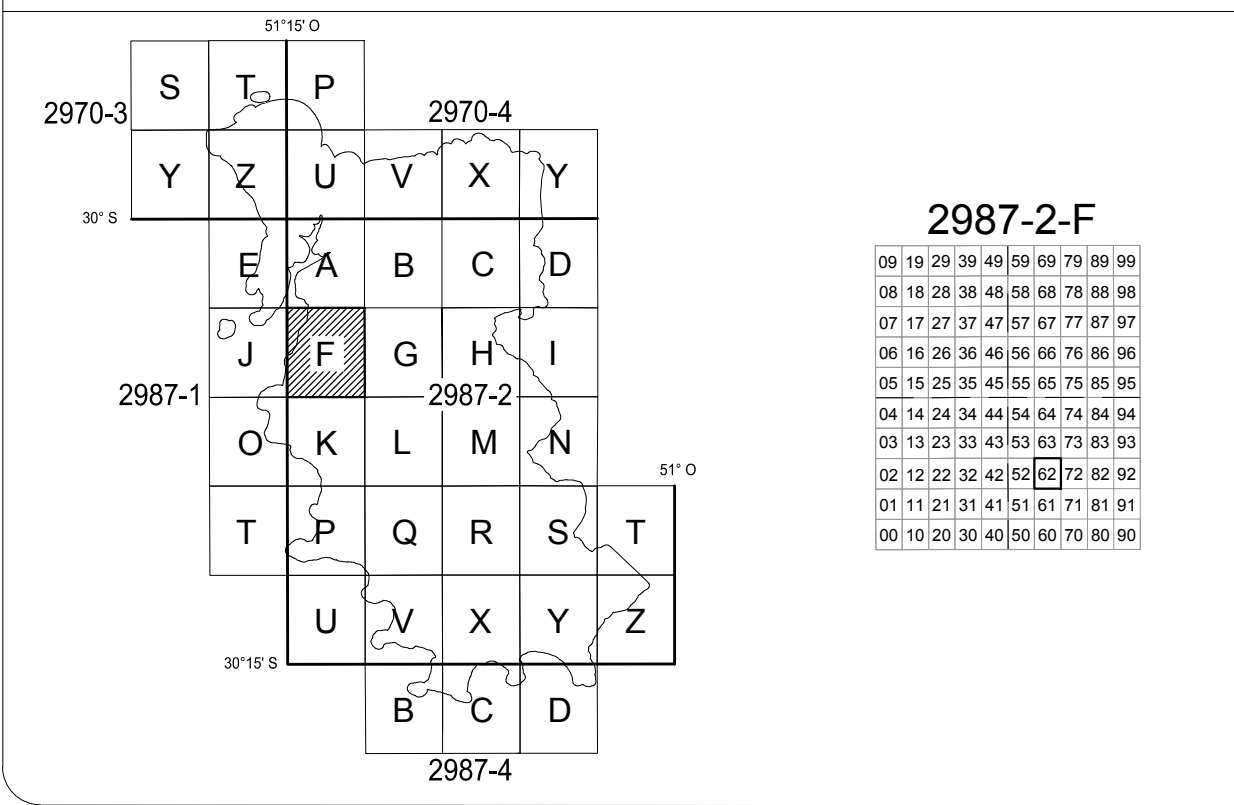 51°15' O
S T P
2970-3 2970-4
Y Z U V X Y
30° S
E A B C D
J F G H I
2987-1 2987-2
O K L M N
51° O
T P Q R S T
U V X Y Z
30°15' S
B C D
2987-4
2987-2-F
09 19 29 39 49 59 69 79 89 99
08 18 28 38 48 58 68 78 88 98
07 17 27 37 47 57 67 77 87 97
06 16 26 36 46 56 66 76 86 96
05 15 25 35 45 55 65 75 85 95
04 14 24 34 44 54 64 74 84 94
03 13 23 33 43 53 63 73 83 93
02 12 22 32 42 52 62 72 82 92
01 11 21 31 41 51 61 71 81 91
00 10 20 30 40 50 60 70 80 90